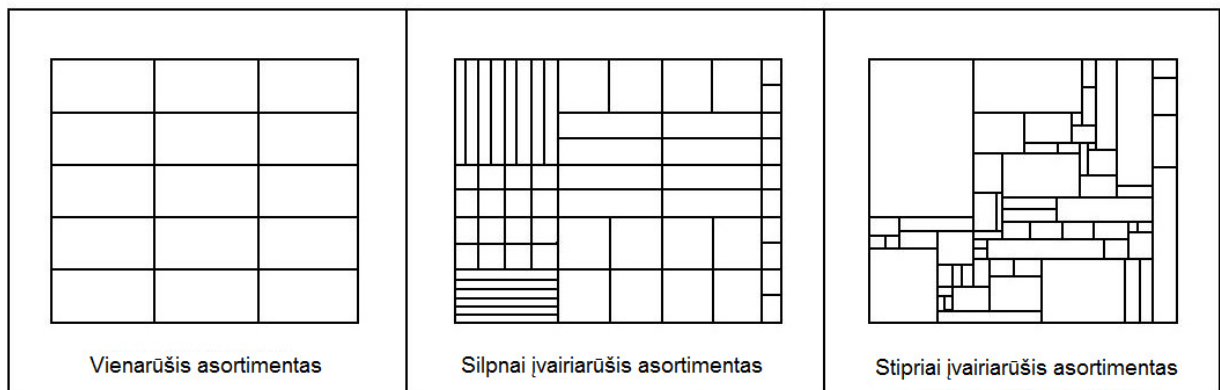 Vienarūšis asortimentas
Silpnai įvairiarūšis asortimentas
Stipriai įvairiarūšis asortimentas